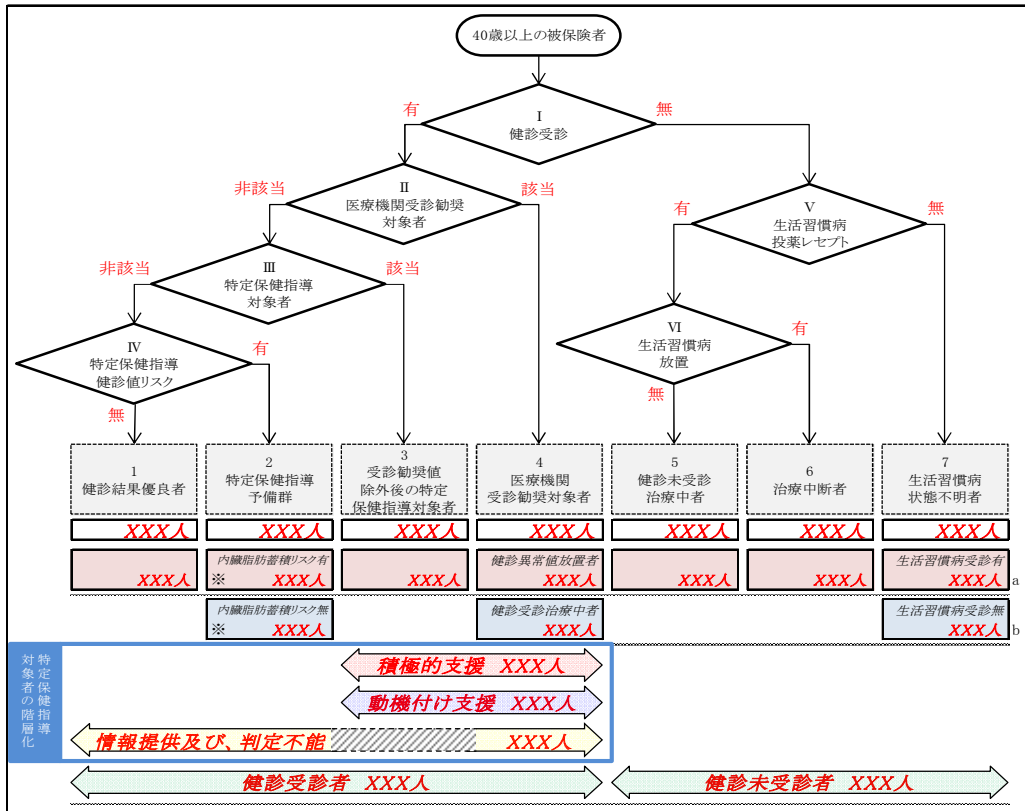 40歳以上の被保険者
有
Ⅰ
健診受診
無
非該当
Ⅱ
医療機関受診勧奨
対象者
該当
有
Ⅴ
生活習慣病
投薬レセプト
無
非該当
Ⅲ
特定保健指導
対象者
該当
Ⅳ
特定保健指導
健診値リスク
有
無
Ⅵ
生活習慣病
放置
有
無
1
健診結果優良者
2
特定保健指導
予備群
3
受診勧奨値
除外後の特定
保健指導対象者
4
医療機関
受診勧奨対象者
5
健診未受診
治療中者
6
治療中断者
7
生活習慣病
状態不明者
XXX人
XXX人
XXX人
XXX人
XXX人
XXX人
XXX人
XXX人
内臓脂肪蓄積リスク有
※ XXX人
XXX人
健診異常値放置者
XXX人
XXX人
XXX人
生活習慣病受診有
XXX人
a
内臓脂肪蓄積リスク無
※ XXX人
健診受診治療中者
XXX人
生活習慣病受診無
XXX人
b
特定保健指導
対象者の階層化
積極的支援 XXX人
動機付け支援 XXX人
情報提供及び、判定不能 XXX人
健診受診者 XXX人
健診未受診者 XXX人